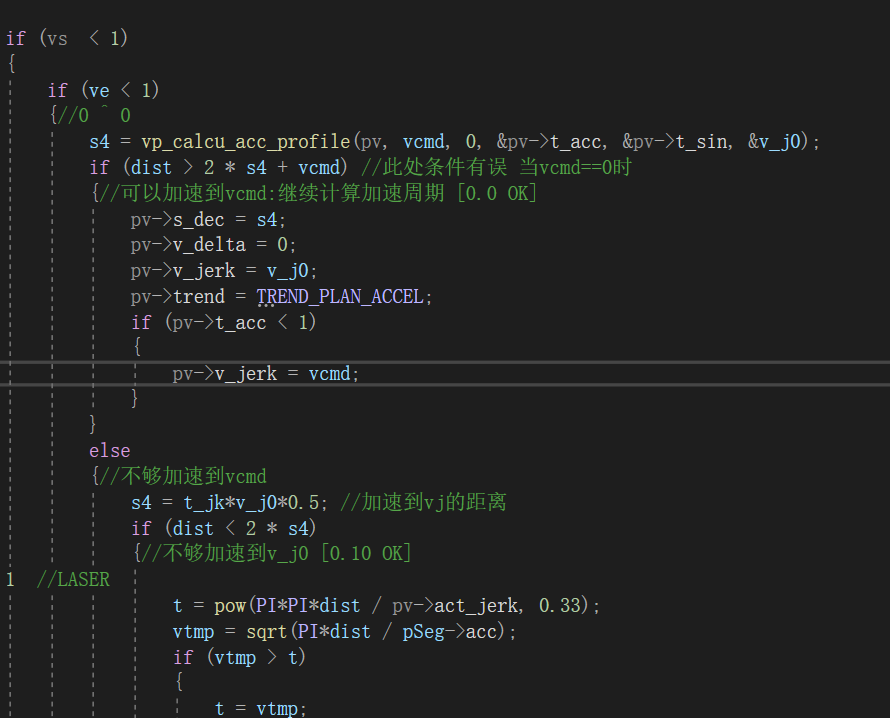 if (vs  < 1)
{
if (ve < 1)
{//0 ^ 0
s4 = vp_calcu_acc_profile(pv, vcmd, 0, &pv->t_acc, &pv->t_sin, &v_j0);
if (dist > 2 * s4 + vcmd) //此处条件有误 当vcmd==0时
{//可以加速到vcmd:继续计算加速周期 [0.0 OK]
pv->s_dec = s4;
pv->v_delta = 0;
pv->v_jerk = v_j0;
pv->trend = TREND_PLAN_ACCEL;
if (pv->t_acc < 1)
{
pv->v_jerk = vcmd;
}
}
else
{//不够加速到vcmd
s4 = t_jk*v_j0*0.5; //加速到vj的距离
if (dist < 2 * s4)
{//不够加速到v_j0 [0.10 OK]
1  //LASER
t = pow(PI*PI*dist / pv->act_jerk, 0.33);
vtmp = sqrt(PI*dist / pSeg->acc);
if (vtmp > t)
{
t = vtmp;